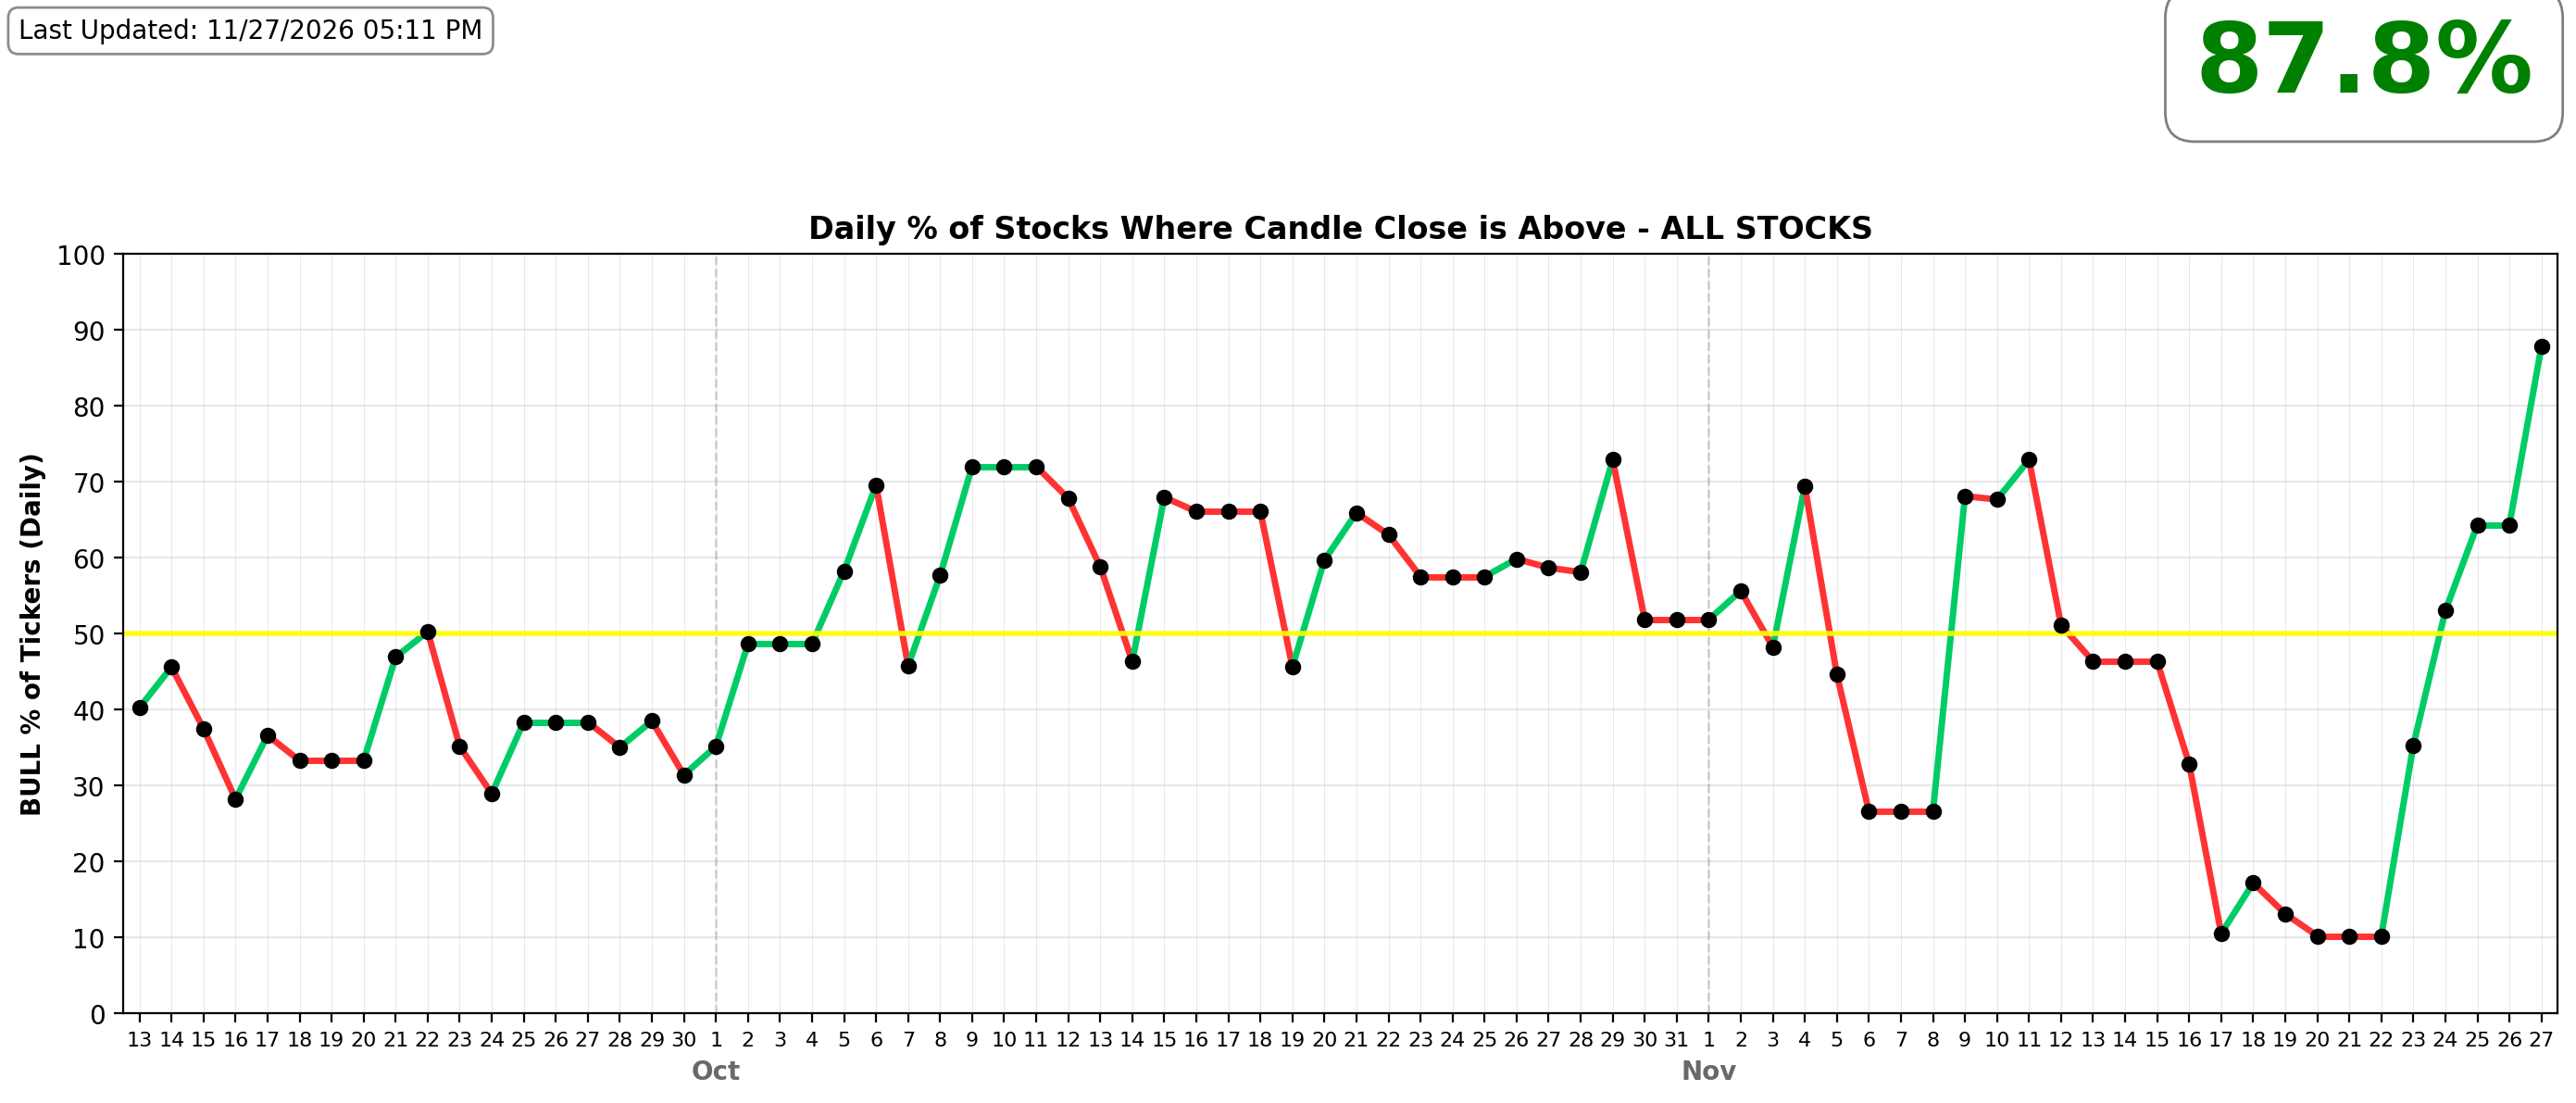 Last Updated: 11/27/2026 05:11 PM
87.8%
Daily % of Stocks Where Candle Close is Above - ALL STOCKS
BULL % of Tickers (Daily)
100
90
80
70
60
50
40
30
20
10
0
13 14 15 16 17 18 19 20 21 22 23 24 25 26 27 28 29 30 1 2 3 4 5 6 7 8 9 10 11 12 13 14 15 16 17 18 19 20 21 22 23 24 25 26 27 28 29 30 31 1 2 3 4 5 6 7 8 9 10 11 12 13 14 15 16 17 18 19 20 21 22 23 24 25 26 27
Oct Nov